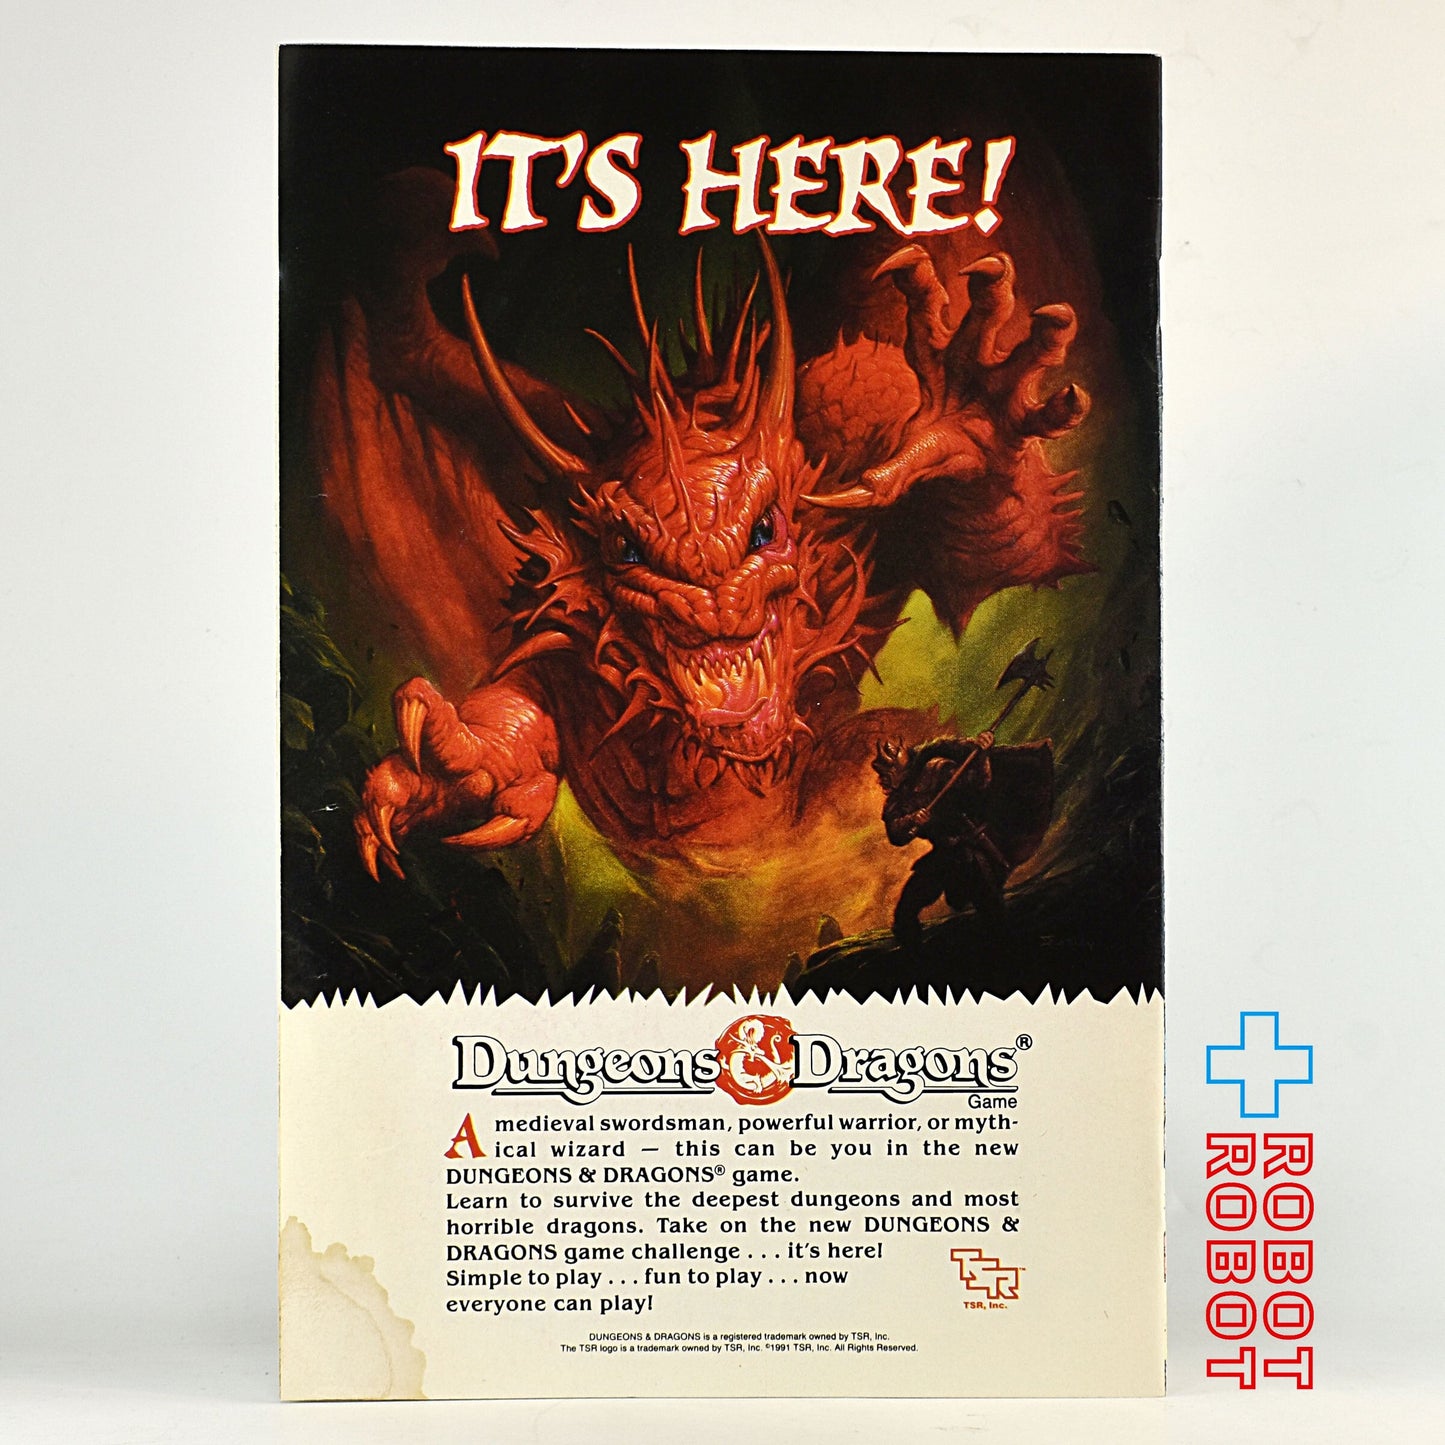 IT'S HERE!
Dungeons & Dragons®
Game
A medieval swordsman, powerful warrior, or myth-
ical wizard — this can be you in the new
DUNGEONS & DRAGONS® game.
Learn to survive the deepest dungeons and most
horrible dragons. Take on the new DUNGEONS &
DRAGONS game challenge . . . it's here!
Simple to play . . . fun to play . . . now
everyone can play!
TSR™
TSR, Inc.
DUNGEONS & DRAGONS is a registered trademark owned by TSR, Inc.
The TSR logo is a trademark owned by TSR, Inc. ©1991 TSR, Inc. All Rights Reserved.
ROBOT
ROBOT